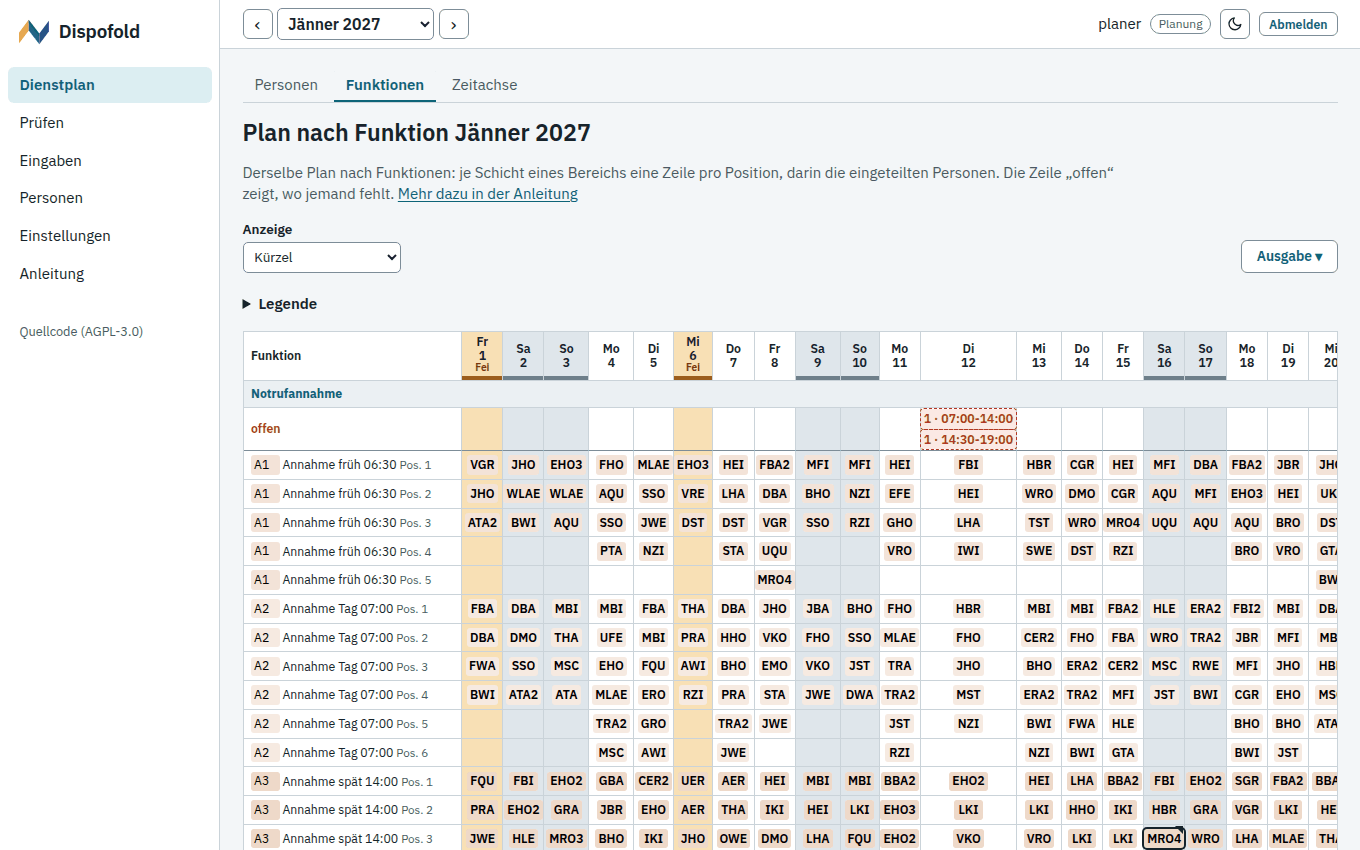 Dispofold
‹ Jänner 2027 ›
planer Planung Abmelden
Dienstplan
Prüfen
Eingaben
Personen
Einstellungen
Anleitung
Quellcode (AGPL-3.0)
Personen Funktionen Zeitachse
Plan nach Funktion Jänner 2027
Derselbe Plan nach Funktionen: je Schicht eines Bereichs eine Zeile pro Position, darin die eingeteilten Personen. Die Zeile „offen“
zeigt, wo jemand fehlt. Mehr dazu in der Anleitung
Anzeige
Kürzel
Ausgabe ▾
▶ Legende
Funktion Fr 1 Fei Sa 2 So 3 Mo 4 Di 5 Mi 6 Fei Do 7 Fr 8 Sa 9 So 10 Mo 11 Di 12 Mi 13 Do 14 Fr 15 Sa 16 So 17 Mo 18 Di 19 Mi 20
Notrufannahme
offen 1 · 07:00-14:00
1 · 14:30-19:00
A1 Annahme früh 06:30 Pos. 1 VGR JHO EHO3 FHO MLAE EHO3 HEI FBA2 MFI MFI HEI FBI HBR CGR HEI MFI DBA FBA2 JBR
A1 Annahme früh 06:30 Pos. 2 JHO WLAE WLAE AQU SSO VRE LHA DBA BHO NZI EFE HEI WRO DMO CGR AQU MFI EHO3 HEI
A1 Annahme früh 06:30 Pos. 3 ATA2 BWI AQU SSO JWE DST DST VGR SSO RZI GHO LHA TST WRO MRO4 UQU AQU AQU BRO
A1 Annahme früh 06:30 Pos. 4 PTA NZI STA UQU VRO IWI SWE DST RZI BRO VRO
A1 Annahme früh 06:30 Pos. 5 MRO4
A2 Annahme Tag 07:00 Pos. 1 FBA DBA MBI MBI FBA THA DBA JHO JBA BHO FHO HBR MBI MBI FBA2 HLE ERA2 FBI2 MBI
A2 Annahme Tag 07:00 Pos. 2 DBA DMO THA UFE MBI PRA HHO VKO FHO SSO MLAE FHO CER2 FHO FBA WRO TRA2 JBR MFI
A2 Annahme Tag 07:00 Pos. 3 FWA SSO MSC EHO FQU AWI BHO EMO VKO JST TRA JHO BHO ERA2 CER2 MSC RWE MFI JHO
A2 Annahme Tag 07:00 Pos. 4 BWI ATA2 ATA MLAE ERO RZI PRA STA JWE DWA TRA2 MST ERA2 TRA2 MFI JST BWI CGR EHO
A2 Annahme Tag 07:00 Pos. 5 TRA2 GRO TRA2 JWE JST NZI BWI FWA HLE BHO BHO
A2 Annahme Tag 07:00 Pos. 6 MSC AWI JWE RZI NZI BWI GTA BWI JST
A3 Annahme spät 14:00 Pos. 1 FQU FBI EHO2 GBA CER2 UER AER HEI MBI MBI BBA2 EHO2 HEI LHA BBA2 FBI EHO2 SGR FBA2
A3 Annahme spät 14:00 Pos. 2 PRA EHO2 GRA JBR EHO AER THA IKI HEI LKI EHO3 LKI LKI HHO IKI HBR GRA VGR LKI
A3 Annahme spät 14:00 Pos. 3 JWE HLE MRO3 BHO IKI JHO OWE DMO LHA FQU EHO2 VKO VRO LKI LKI MRO4 WRO LHA MLAE